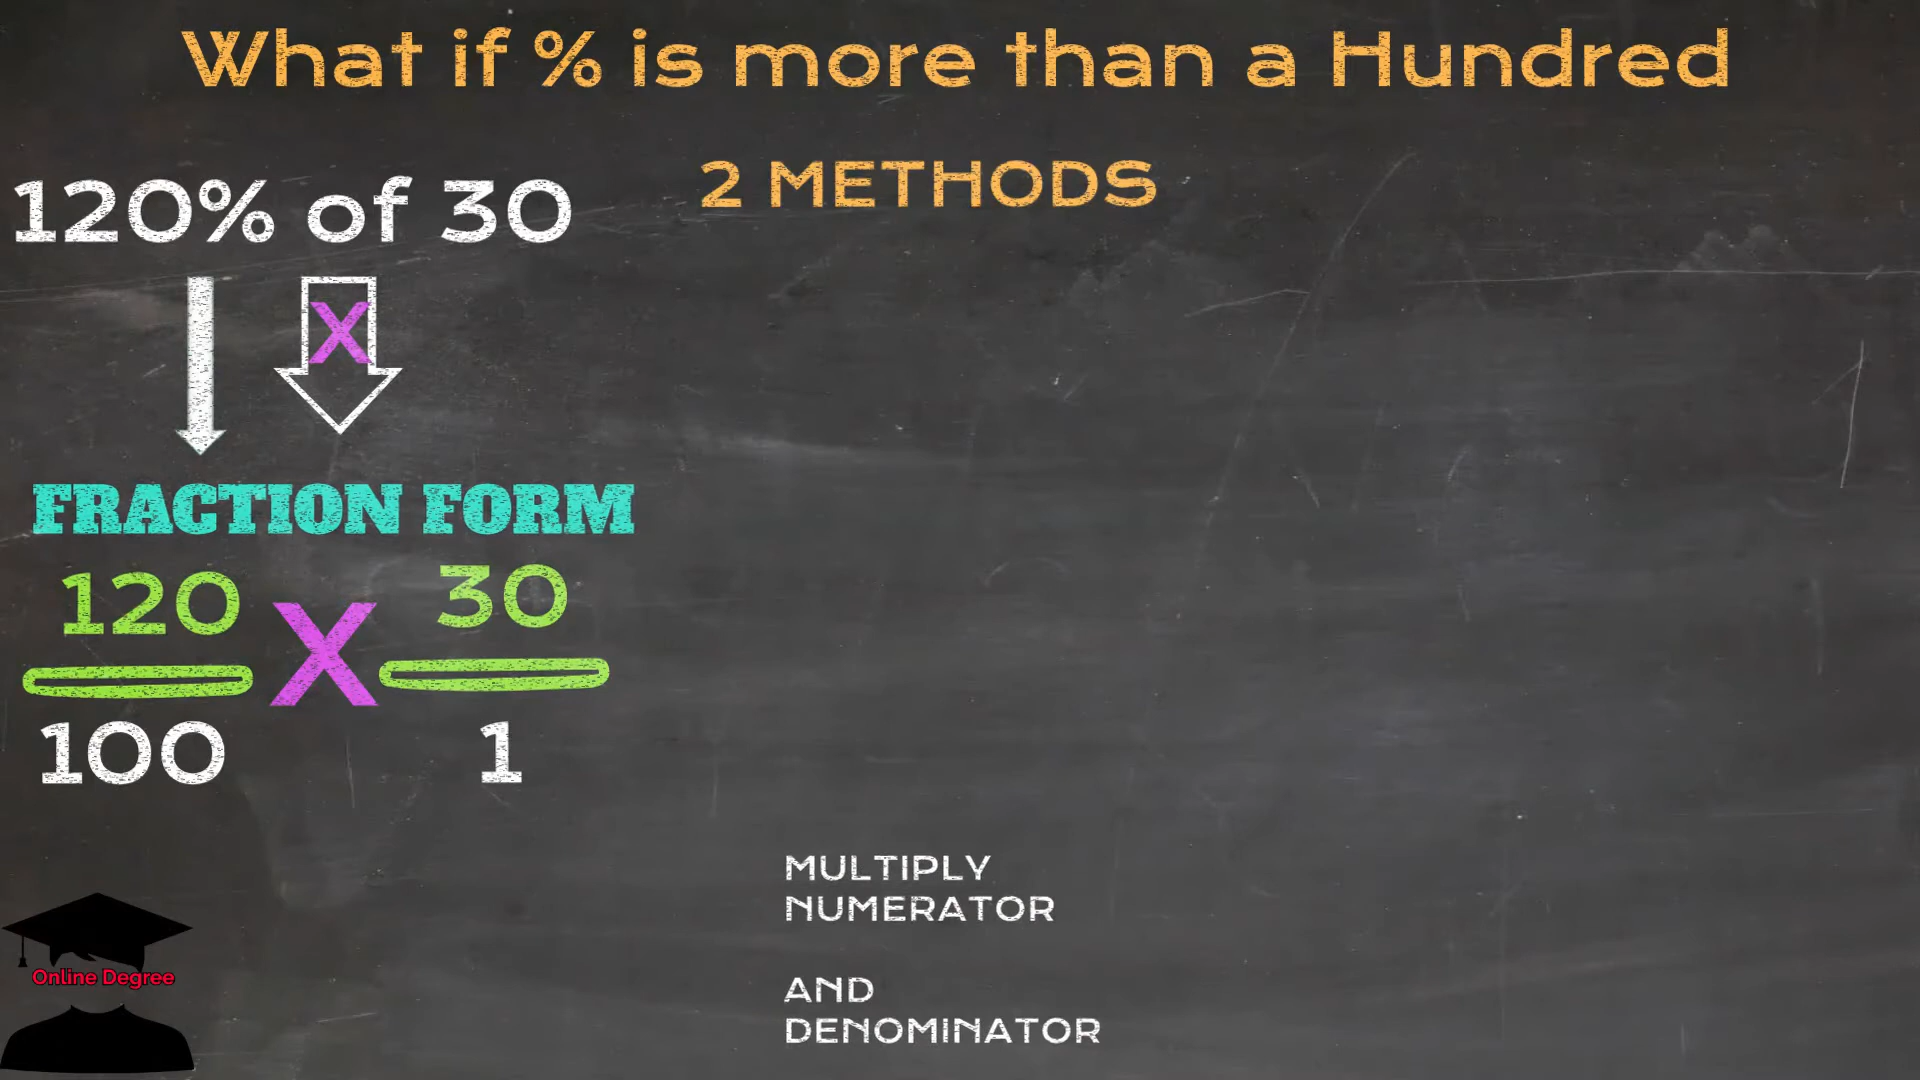 What if % is more than a Hundred
2 METHODS
120% of 30
X
FRACTION FORM
120 X 30
100 1
MULTIPLY
NUMERATOR
AND
DENOMINATOR
Online Degree